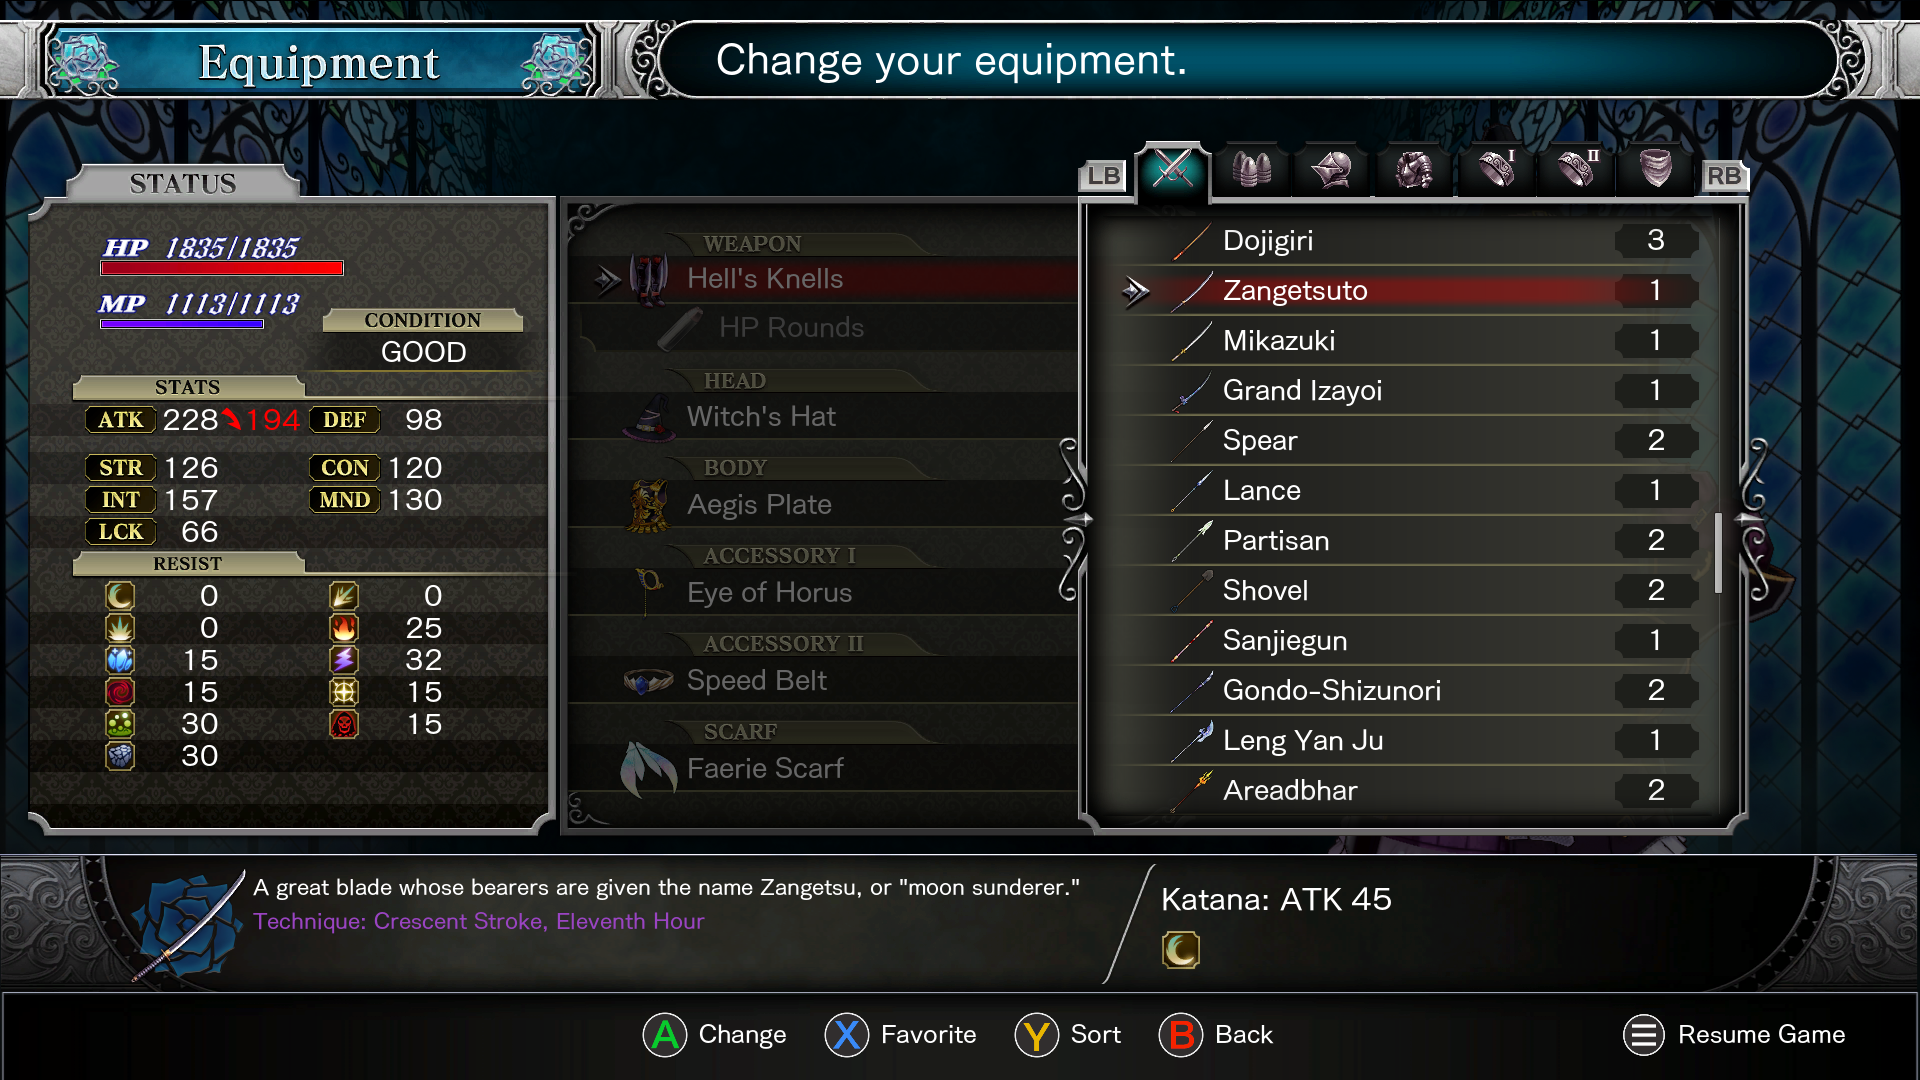 Equipment
Change your equipment.
STATUS
HP 1835/1835
MP 1113/1113
CONDITION
GOOD
STATS
ATK 228 194 DEF 98
STR 126 CON 120
INT 157 MND 130
LCK 66
RESIST
0 0
0 25
15 32
15 15
30 15
30
WEAPON
Hell's Knells
HP Rounds
HEAD
Witch's Hat
BODY
Aegis Plate
ACCESSORY I
Eye of Horus
ACCESSORY II
Speed Belt
SCARF
Faerie Scarf
LB I II RB
Dojigiri 3
Zangetsuto 1
Mikazuki 1
Grand Izayoi 1
Spear 2
Lance 1
Partisan 2
Shovel 2
Sanjiegun 1
Gondo-Shizunori 2
Leng Yan Ju 1
Areadbhar 2
A great blade whose bearers are given the name Zangetsu, or "moon sunderer."
Technique: Crescent Stroke, Eleventh Hour
Katana: ATK 45
A Change X Favorite Y Sort B Back Resume Game